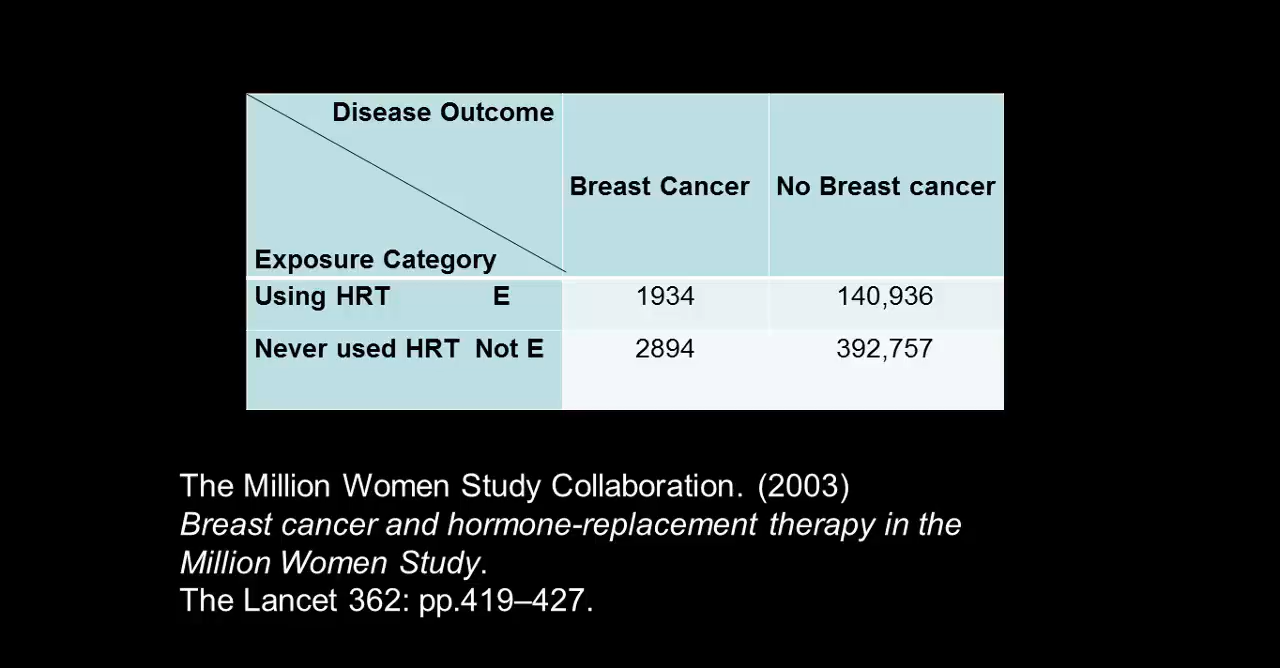 Disease Outcome
Breast Cancer No Breast cancer
Exposure Category
Using HRT E 1934 140,936
Never used HRT Not E 2894 392,757
The Million Women Study Collaboration. (2003)
Breast cancer and hormone-replacement therapy in the
Million Women Study.
The Lancet 362: pp.419–427.